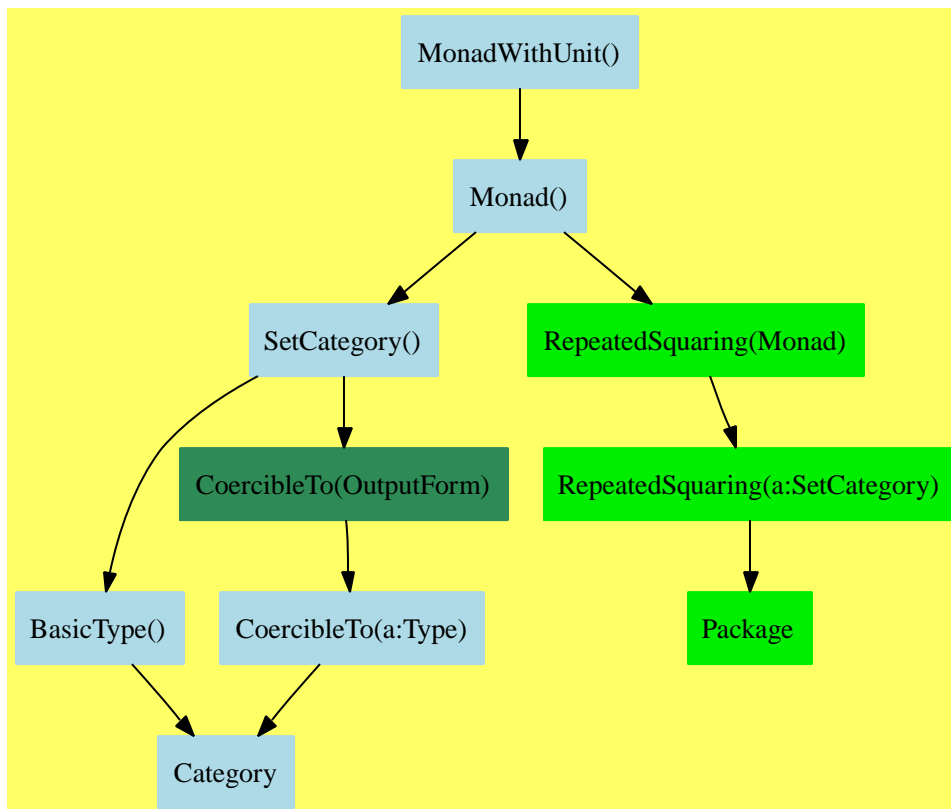 MonadWithUnit()
Monad()
SetCategory()
RepeatedSquaring(Monad)
CoercibleTo(OutputForm)
RepeatedSquaring(a:SetCategory)
BasicType()
CoercibleTo(a:Type)
Package
Category